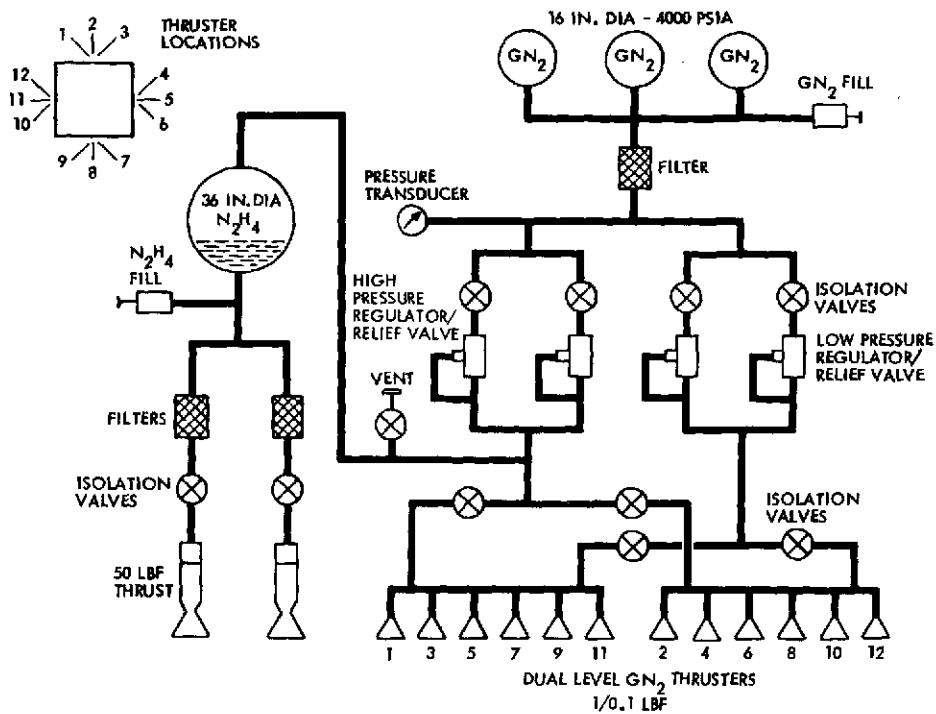 THRUSTER
LOCATIONS
1
2
3
4
5
6
7
8
9
10
11
12
16 IN. DIA - 4000 PSIA
GN2
GN2
GN2
GN2 FILL
FILTER
PRESSURE
TRANSDUCER
36 IN. DIA
N2H4
N2H4
FILL
HIGH
PRESSURE
REGULATOR/
RELIEF VALVE
ISOLATION
VALVES
LOW PRESSURE
REGULATOR/
RELIEF VALVE
VENT
FILTERS
ISOLATION
VALVES
ISOLATION
VALVES
50 LBF
THRUST
1 3 5 7 9 11 2 4 6 8 10 12
DUAL LEVEL GN2 THRUSTERS
1/0.1 LBF